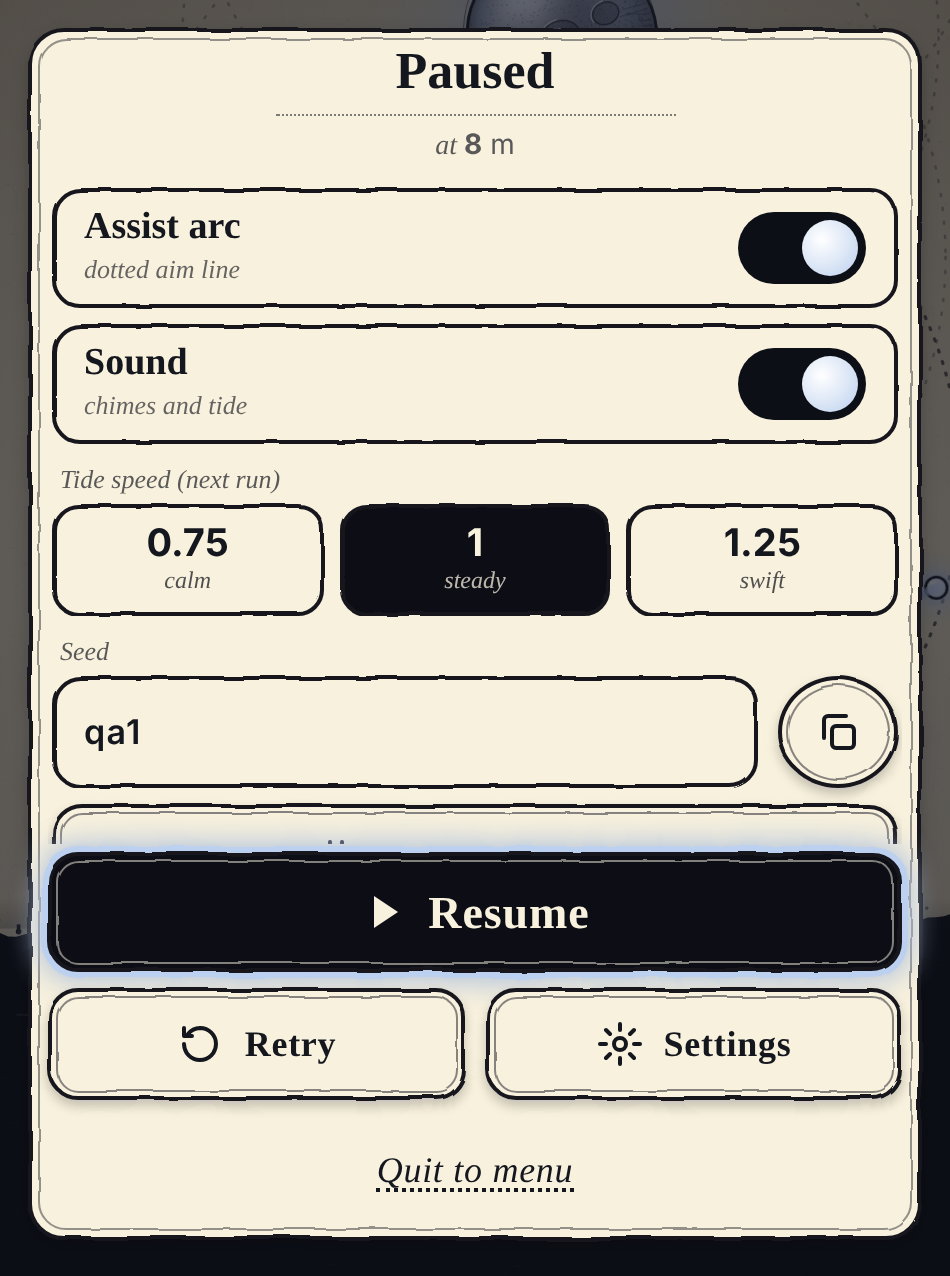 Paused
at 8 m
Assist arc
dotted aim line
Sound
chimes and tide
Tide speed (next run)
0.75
calm
1
steady
1.25
swift
Seed
qa1
Resume
Retry
Settings
Quit to menu